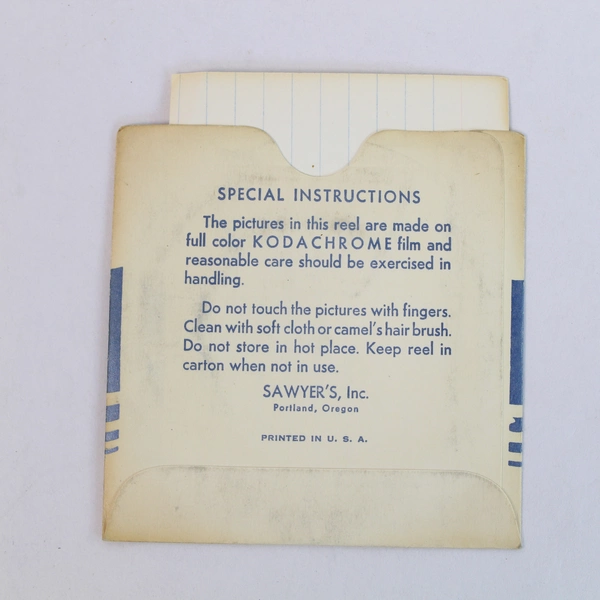 SPECIAL INSTRUCTIONS
The pictures in this reel are made on
full color KODACHROME film and
reasonable care should be exercised in
handling.
Do not touch the pictures with fingers.
Clean with soft cloth or camel's hair brush.
Do not store in hot place. Keep reel in
carton when not in use.
SAWYER'S, Inc.
Portland, Oregon
PRINTED IN U. S. A.